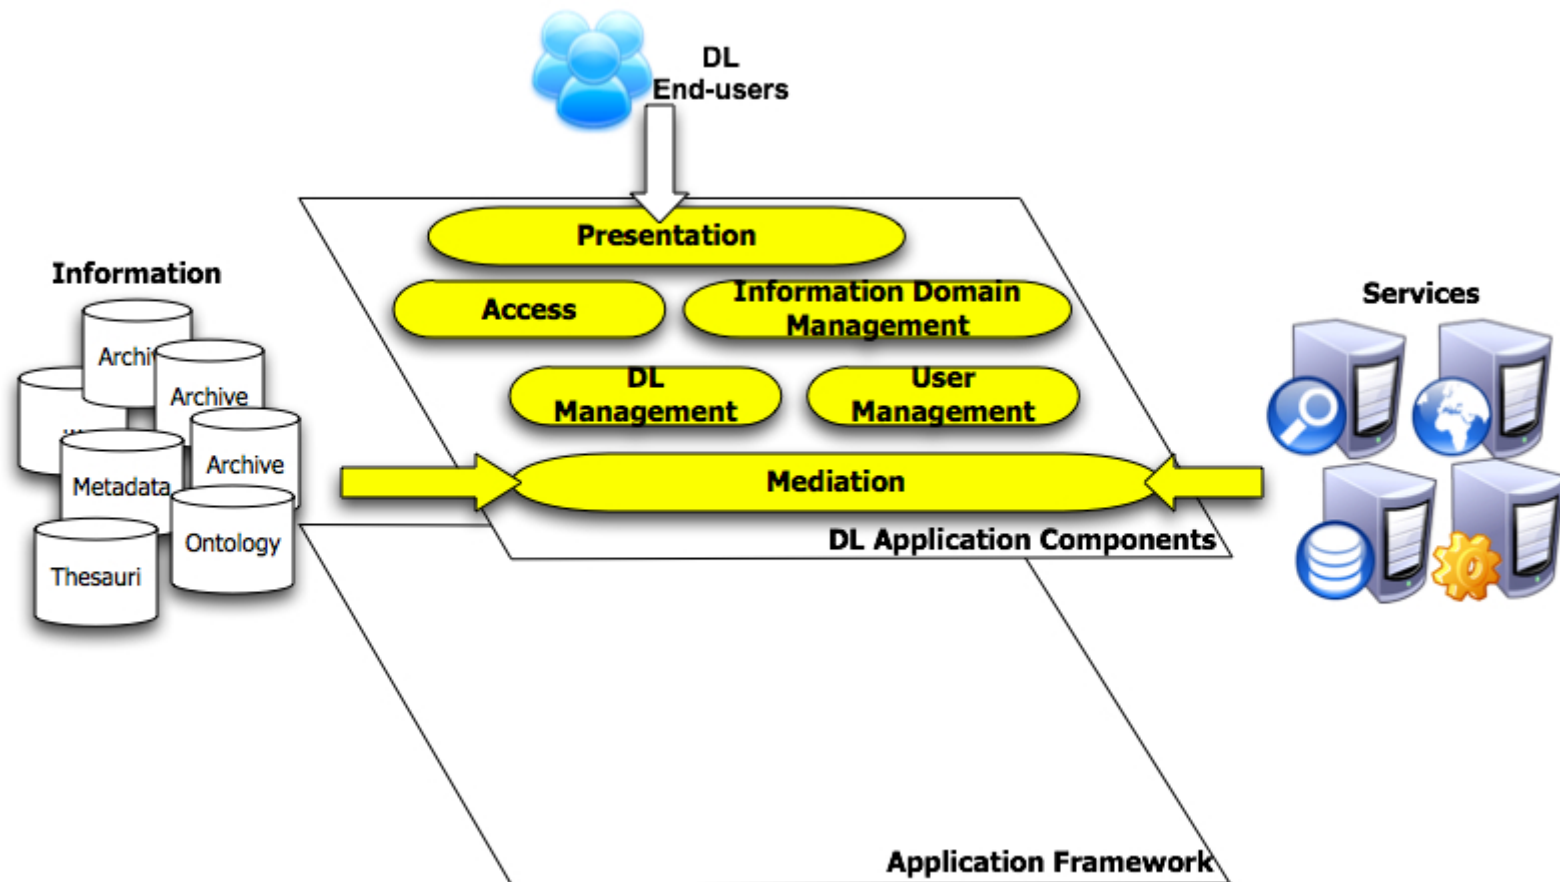 DL
End-users
Presentation
Access
Information Domain
Management
DL
Management
User
Management
Mediation
DL Application Components
Application Framework
Information
Archi
Archive
...
Archive
Metadata
Ontology
Thesauri
Services